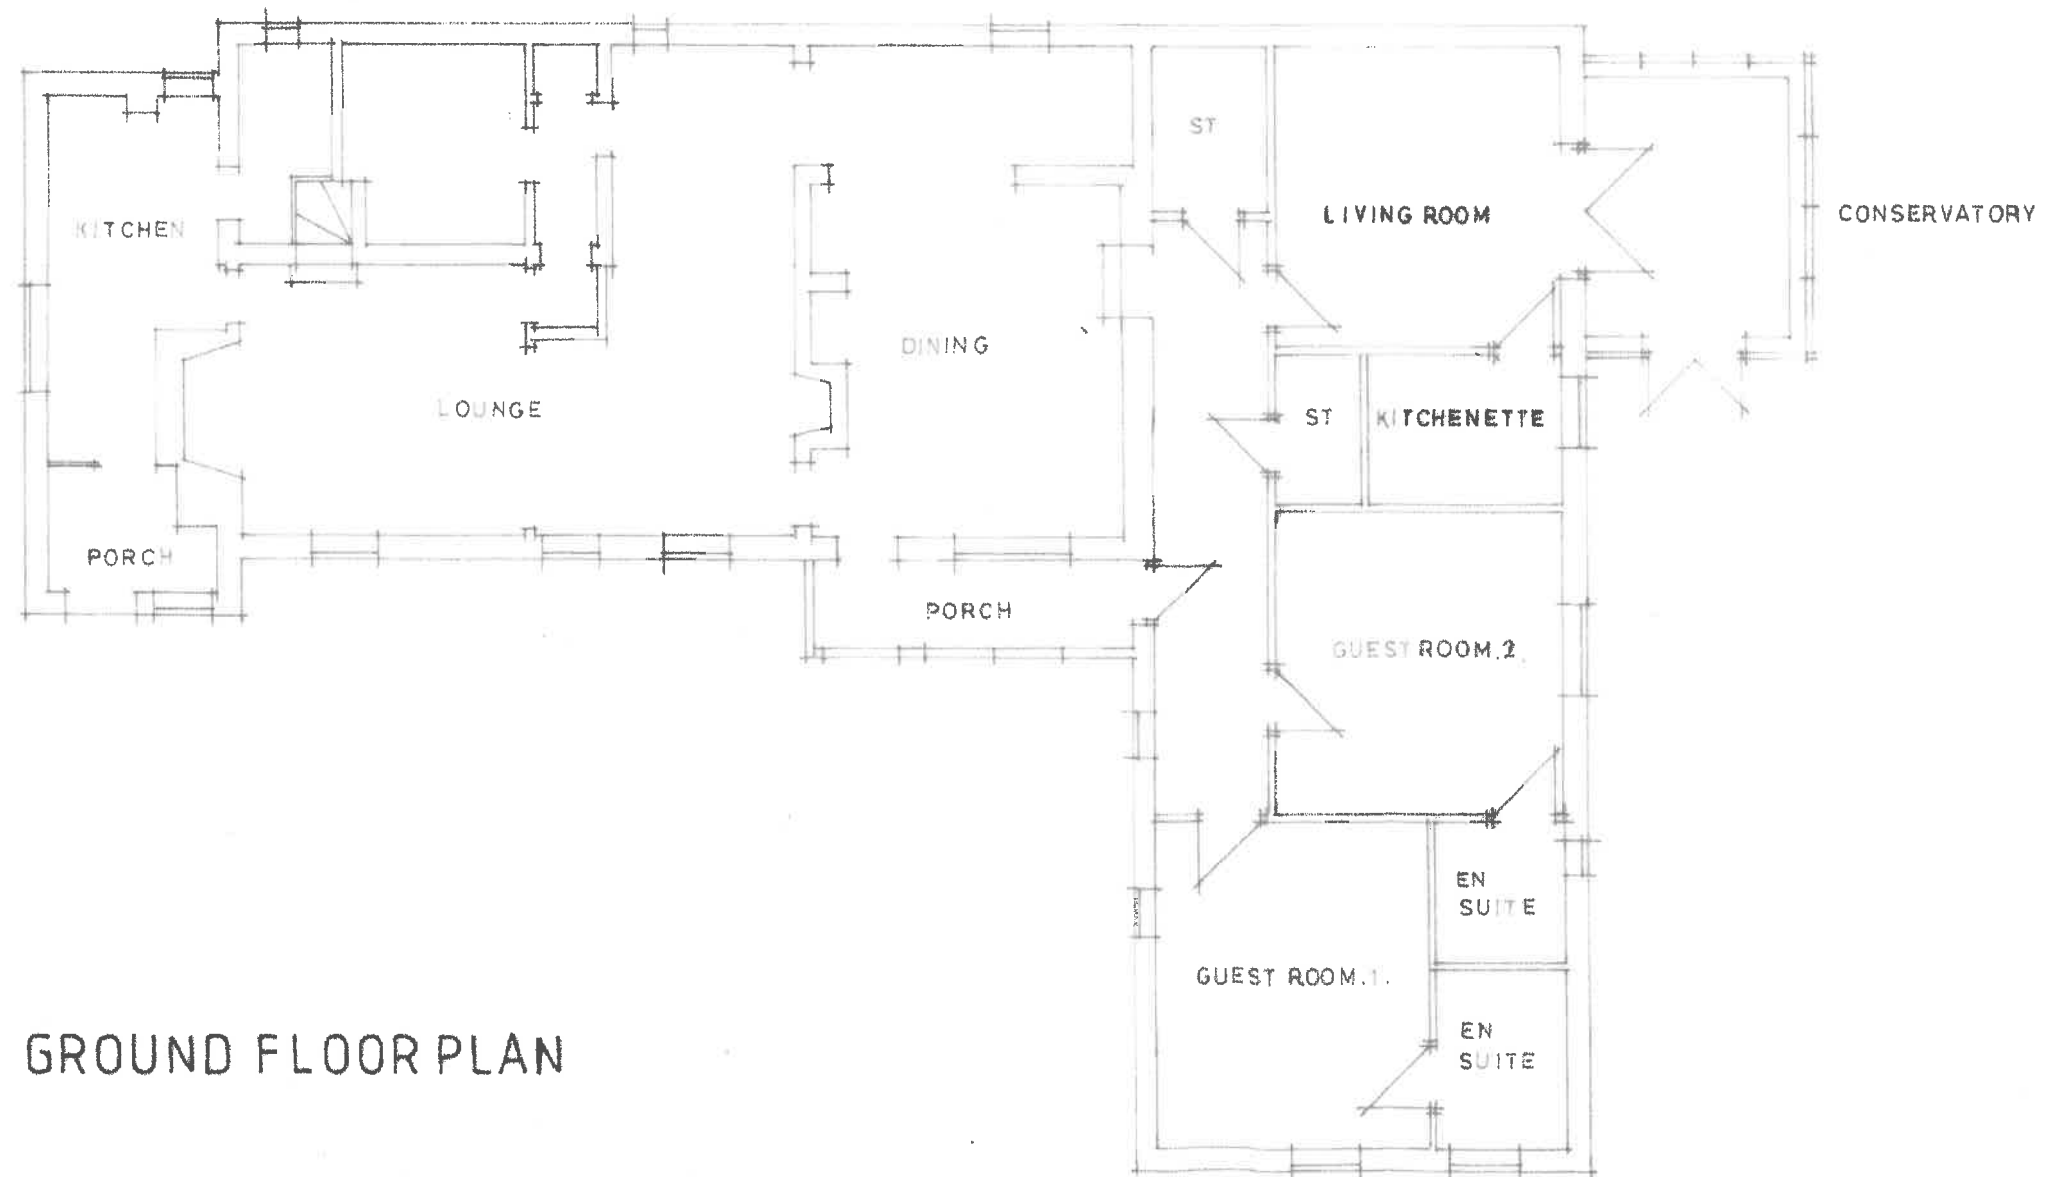 ST
KITCHEN
LIVING ROOM
CONSERVATORY
DINING
LOUNGE
ST
KITCHENETTE
PORCH
PORCH
GUEST ROOM.2.
EN
SUITE
GUEST ROOM.1.
EN
SUITE
GROUND FLOOR PLAN